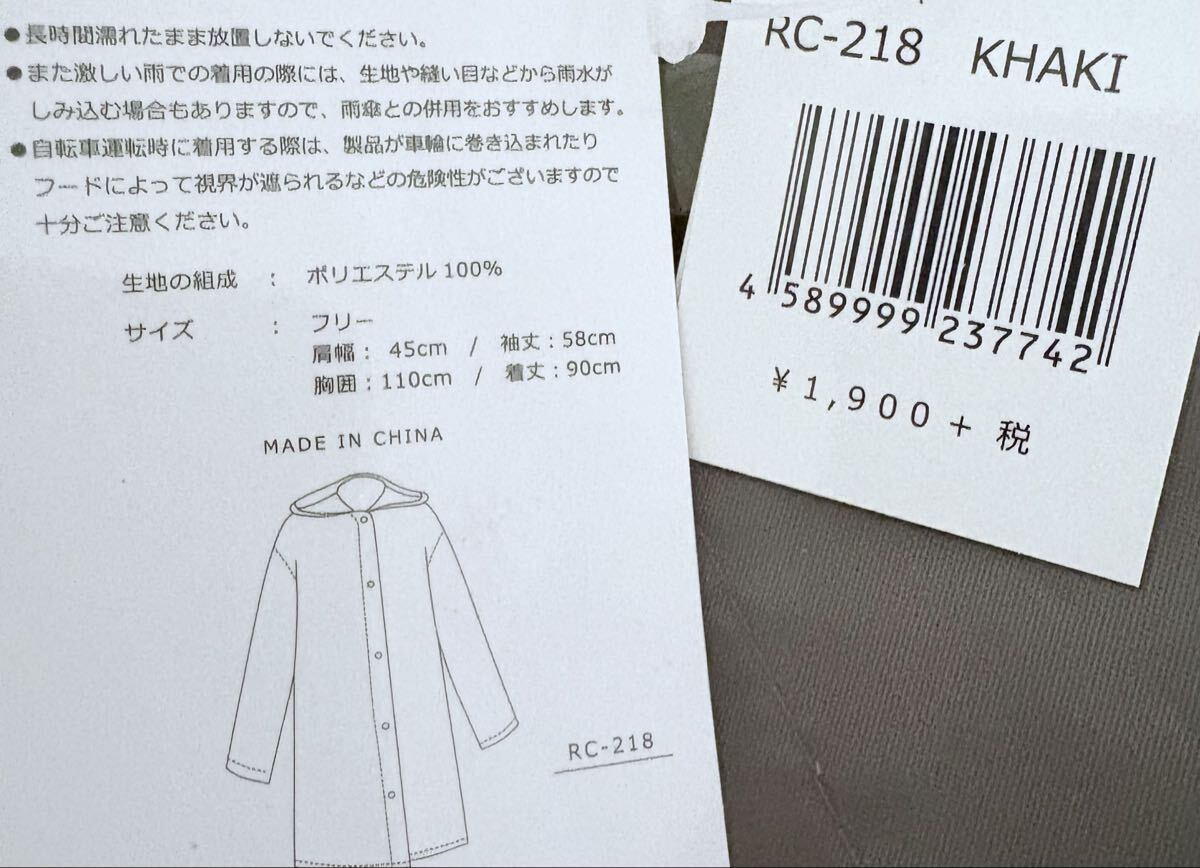 ●長時間濡れたまま放置しないでください。
●また激しい雨での着用の際には、生地や縫い目などから雨水が
しみ込む場合もありますので、雨傘との併用をおすすめします。
●自転車運転時に着用する際は、製品が車輪に巻き込まれたり
フードによって視界が遮られるなどの危険性がございますので
十分ご注意ください。
生地の組成 : ポリエステル 100%
サイズ : フリー
肩幅: 45cm / 袖丈:58cm
胸囲:110cm / 着丈:90cm
MADE IN CHINA
RC-218
RC-218 KHAKI
4 589999 237742
¥1,900+税